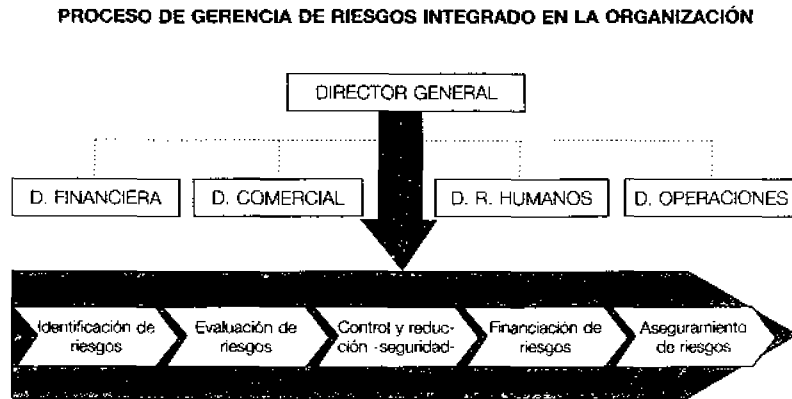 PROCESO DE GERENCIA DE RIESGOS INTEGRADO EN LA ORGANIZACIÓN
DIRECTOR GENERAL
D. FINANCIERA
D. COMERCIAL
D. R. HUMANOS
D. OPERACIONES
Identificación de
riesgos
Evaluación de
riesgos
Control y reduc-
ción -seguridad-
Financiación de
riesgos
Aseguramiento
de riesgos